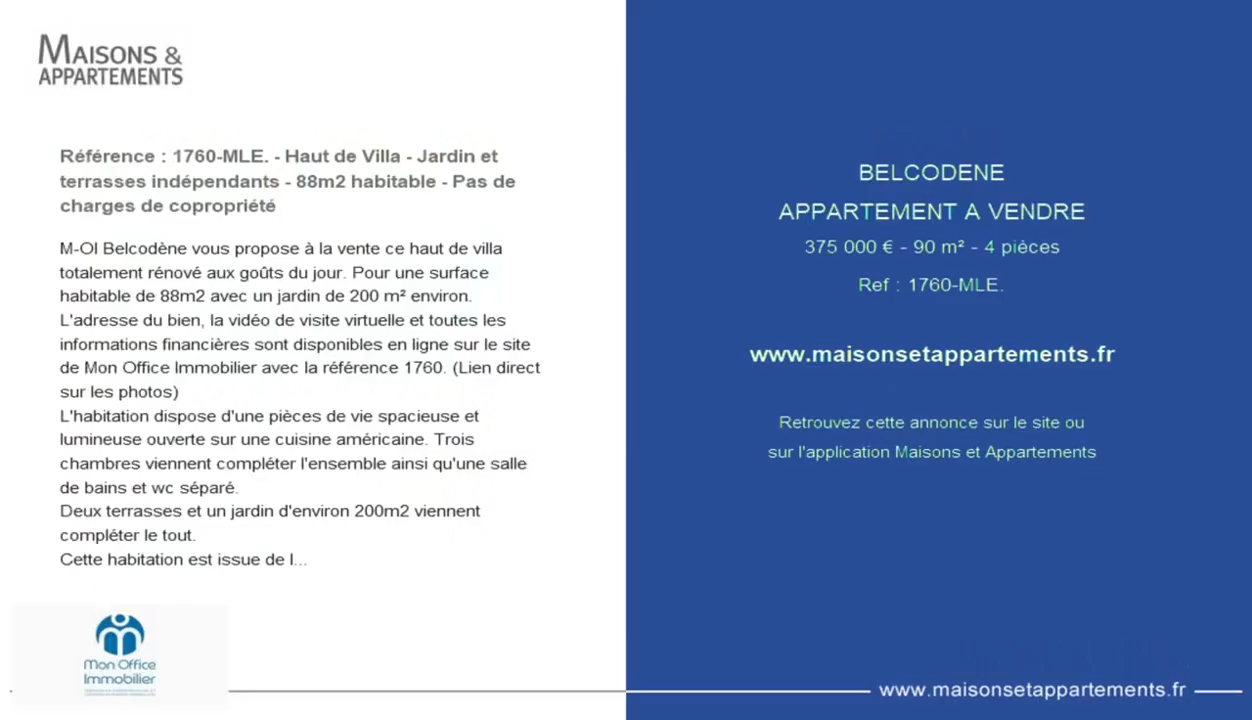 MAISONS &
APPARTEMENTS
Référence : 1760-MLE. - Haut de Villa - Jardin et
terrasses indépendants - 88m2 habitable - Pas de
charges de copropriété
M-OI Belcodène vous propose à la vente ce haut de villa
totalement rénové aux goûts du jour. Pour une surface
habitable de 88m2 avec un jardin de 200 m² environ.
L'adresse du bien, la vidéo de visite virtuelle et toutes les
informations financières sont disponibles en ligne sur le site
de Mon Office Immobilier avec la référence 1760. (Lien direct
sur les photos)
L'habitation dispose d'une pièces de vie spacieuse et
lumineuse ouverte sur une cuisine américaine. Trois
chambres viennent compléter l'ensemble ainsi qu'une salle
de bains et wc séparé.
Deux terrasses et un jardin d'environ 200m2 viennent
compléter le tout.
Cette habitation est issue de l...
Mon Office
Immobilier
BELCODENE
APPARTEMENT A VENDRE
375 000 € - 90 m² - 4 pièces
Ref : 1760-MLE.
www.maisonsetappartements.fr
Retrouvez cette annonce sur le site ou
sur l'application Maisons et Appartements
www.maisonsetappartements.fr